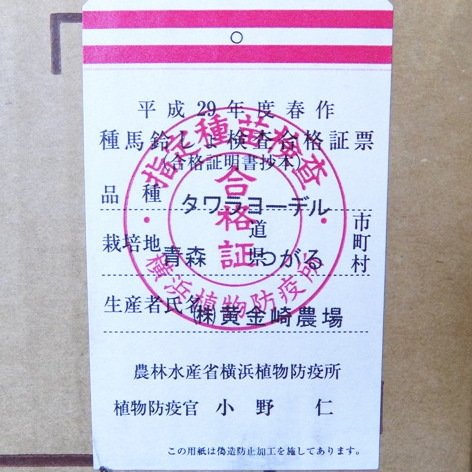 平成29年度春作
種馬鈴しょ検査合格証票
(合格証明書抄本)
品種 タワラヨーデル
栽培地 青森 道県 つがる 市町村
生産者氏名 ㈱黄金崎農場
指定種苗検査
合格証
横浜植物防疫所
農林水産省横浜植物防疫所
植物防疫官 小野 仁
この用紙は偽造防止加工を施してあります。